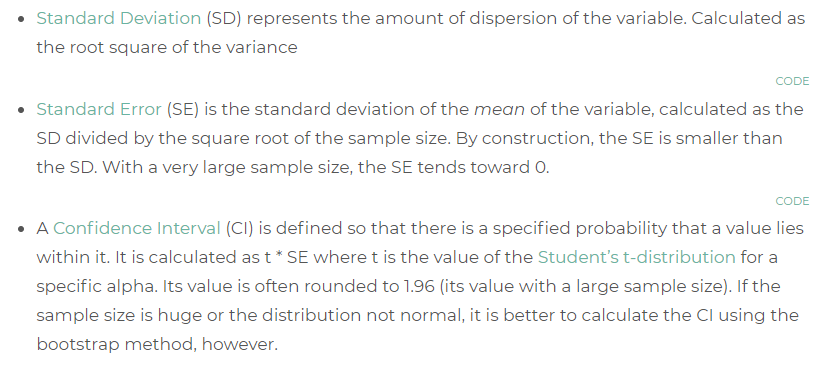 • Standard Deviation (SD) represents the amount of dispersion of the variable. Calculated as
the root square of the variance
CODE
• Standard Error (SE) is the standard deviation of the mean of the variable, calculated as the
SD divided by the square root of the sample size. By construction, the SE is smaller than
the SD. With a very large sample size, the SE tends toward 0.
CODE
• A Confidence Interval (CI) is defined so that there is a specified probability that a value lies
within it. It is calculated as t * SE where t is the value of the Student’s t-distribution for a
specific alpha. Its value is often rounded to 1.96 (its value with a large sample size). If the
sample size is huge or the distribution not normal, it is better to calculate the CI using the
bootstrap method, however.